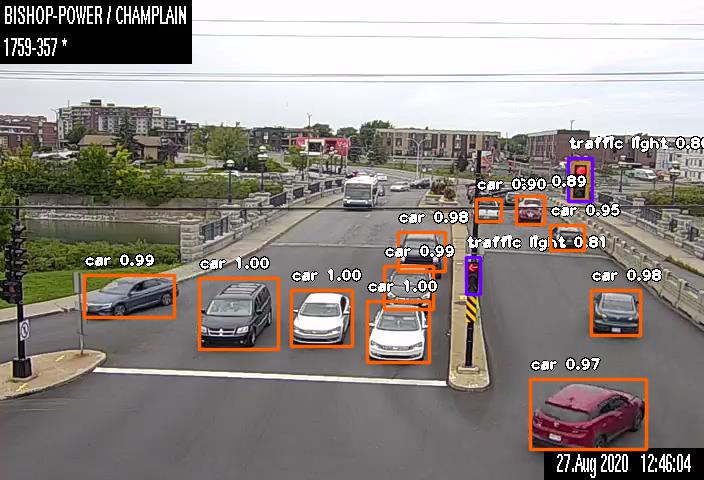 BISHOP-POWER / CHAMPLAIN
1759-357 *
traffic light 0.8
car 0.90
0.89
car 0.98
car 0.95
car 0.99
traffic light 0.81
car 0.99
car 1.00
car 1.00
car 1.00
car 0.98
car 0.97
27.Aug 2020 12:46:04